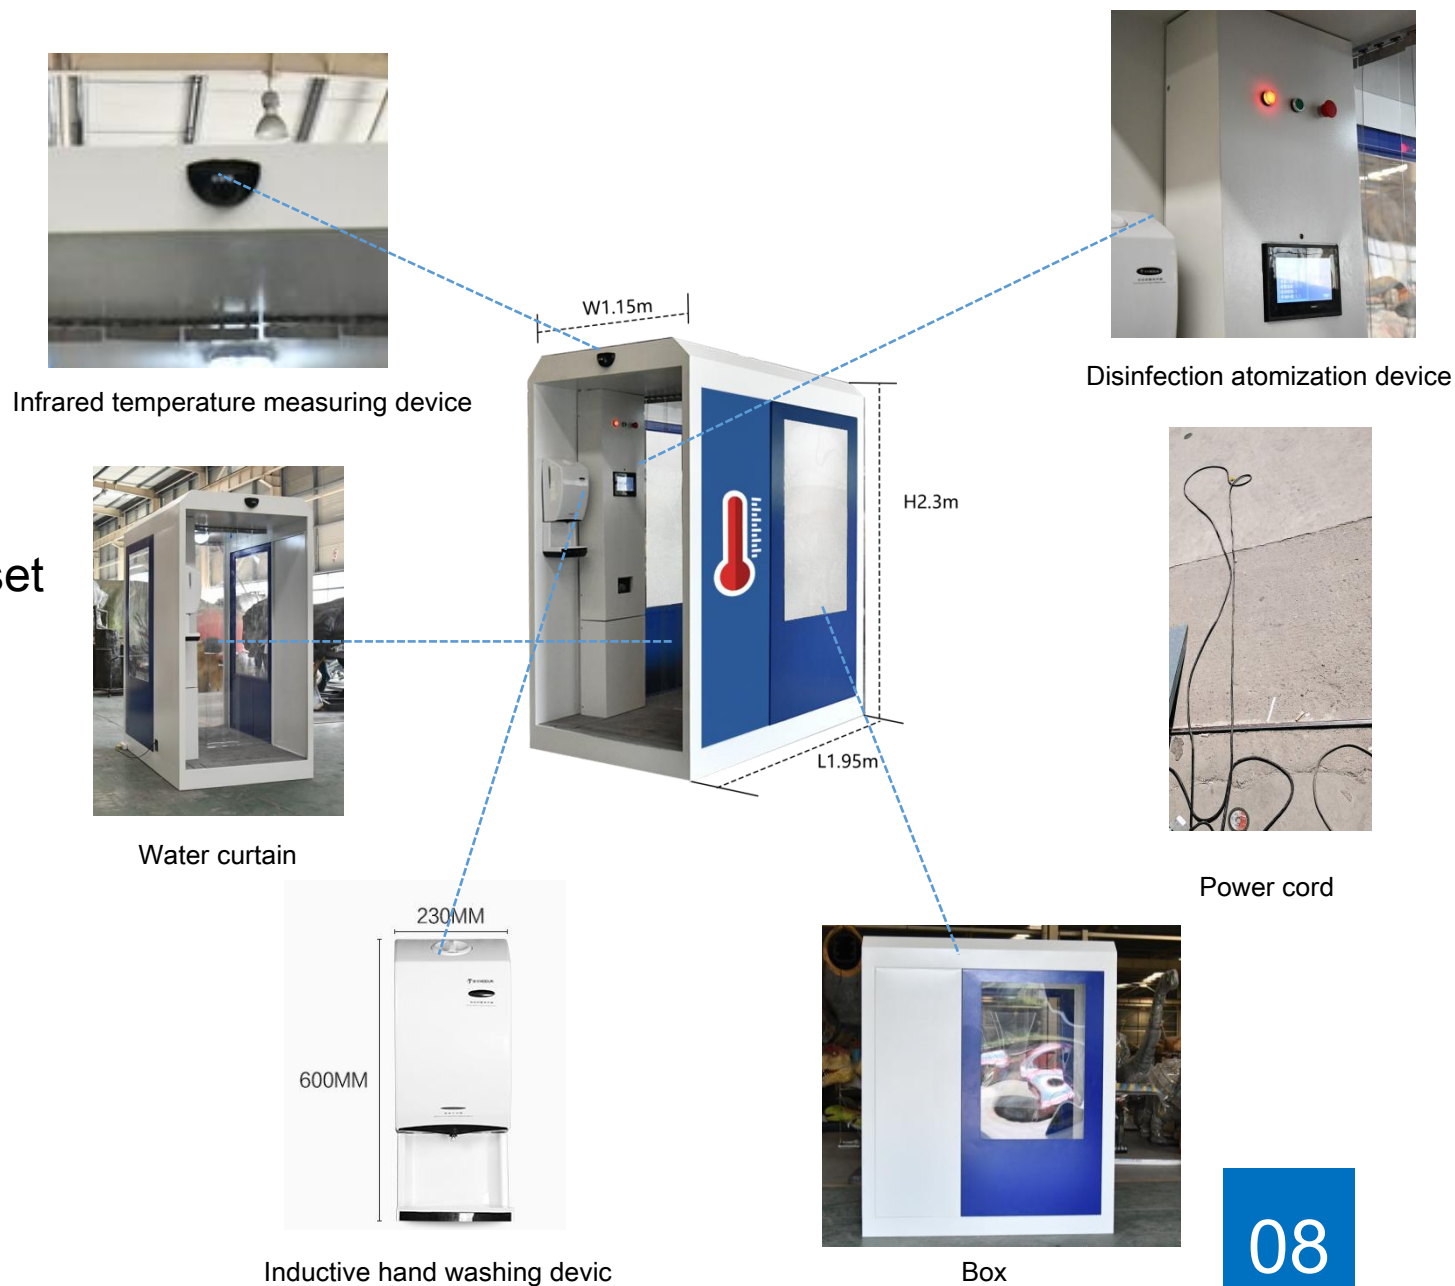 W1.15m
Infrared temperature measuring device
Disinfection atomization device
H2.3m
set
L1.95m
Water curtain
Power cord
230MM
600MM
Inductive hand washing devic
Box
08